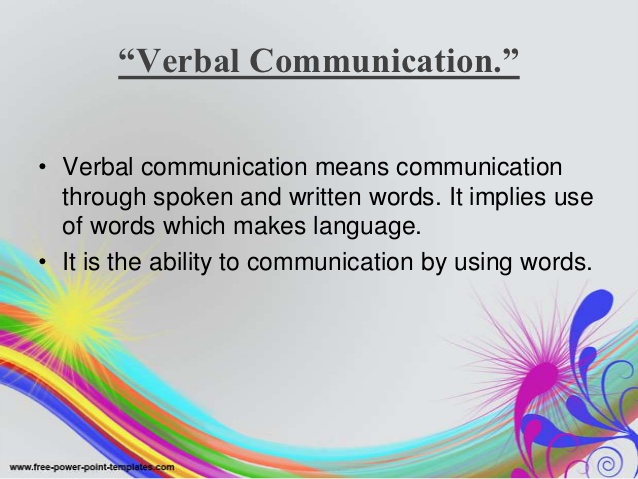 “Verbal Communication.”
• Verbal communication means communication
through spoken and written words. It implies use
of words which makes language.
• It is the ability to communication by using words.
www.free-power-point-templates.com